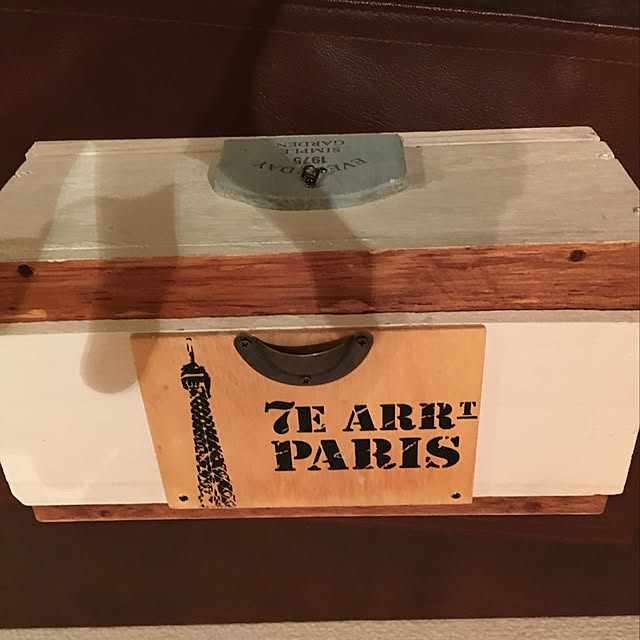 EVERYDAY
1975
SIMPLE
GARDEN
7E ARRT
PARIS